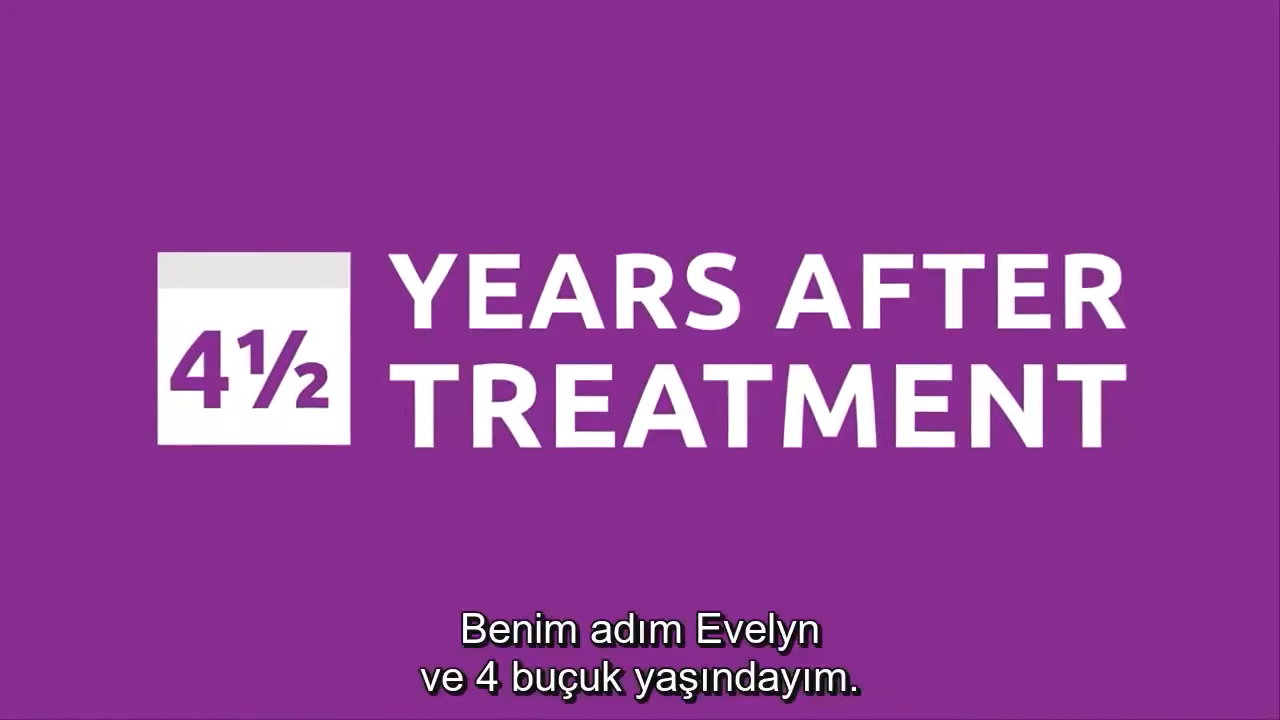 4½
YEARS AFTER
TREATMENT
Benim adım Evelyn
ve 4 buçuk yaşındayım.